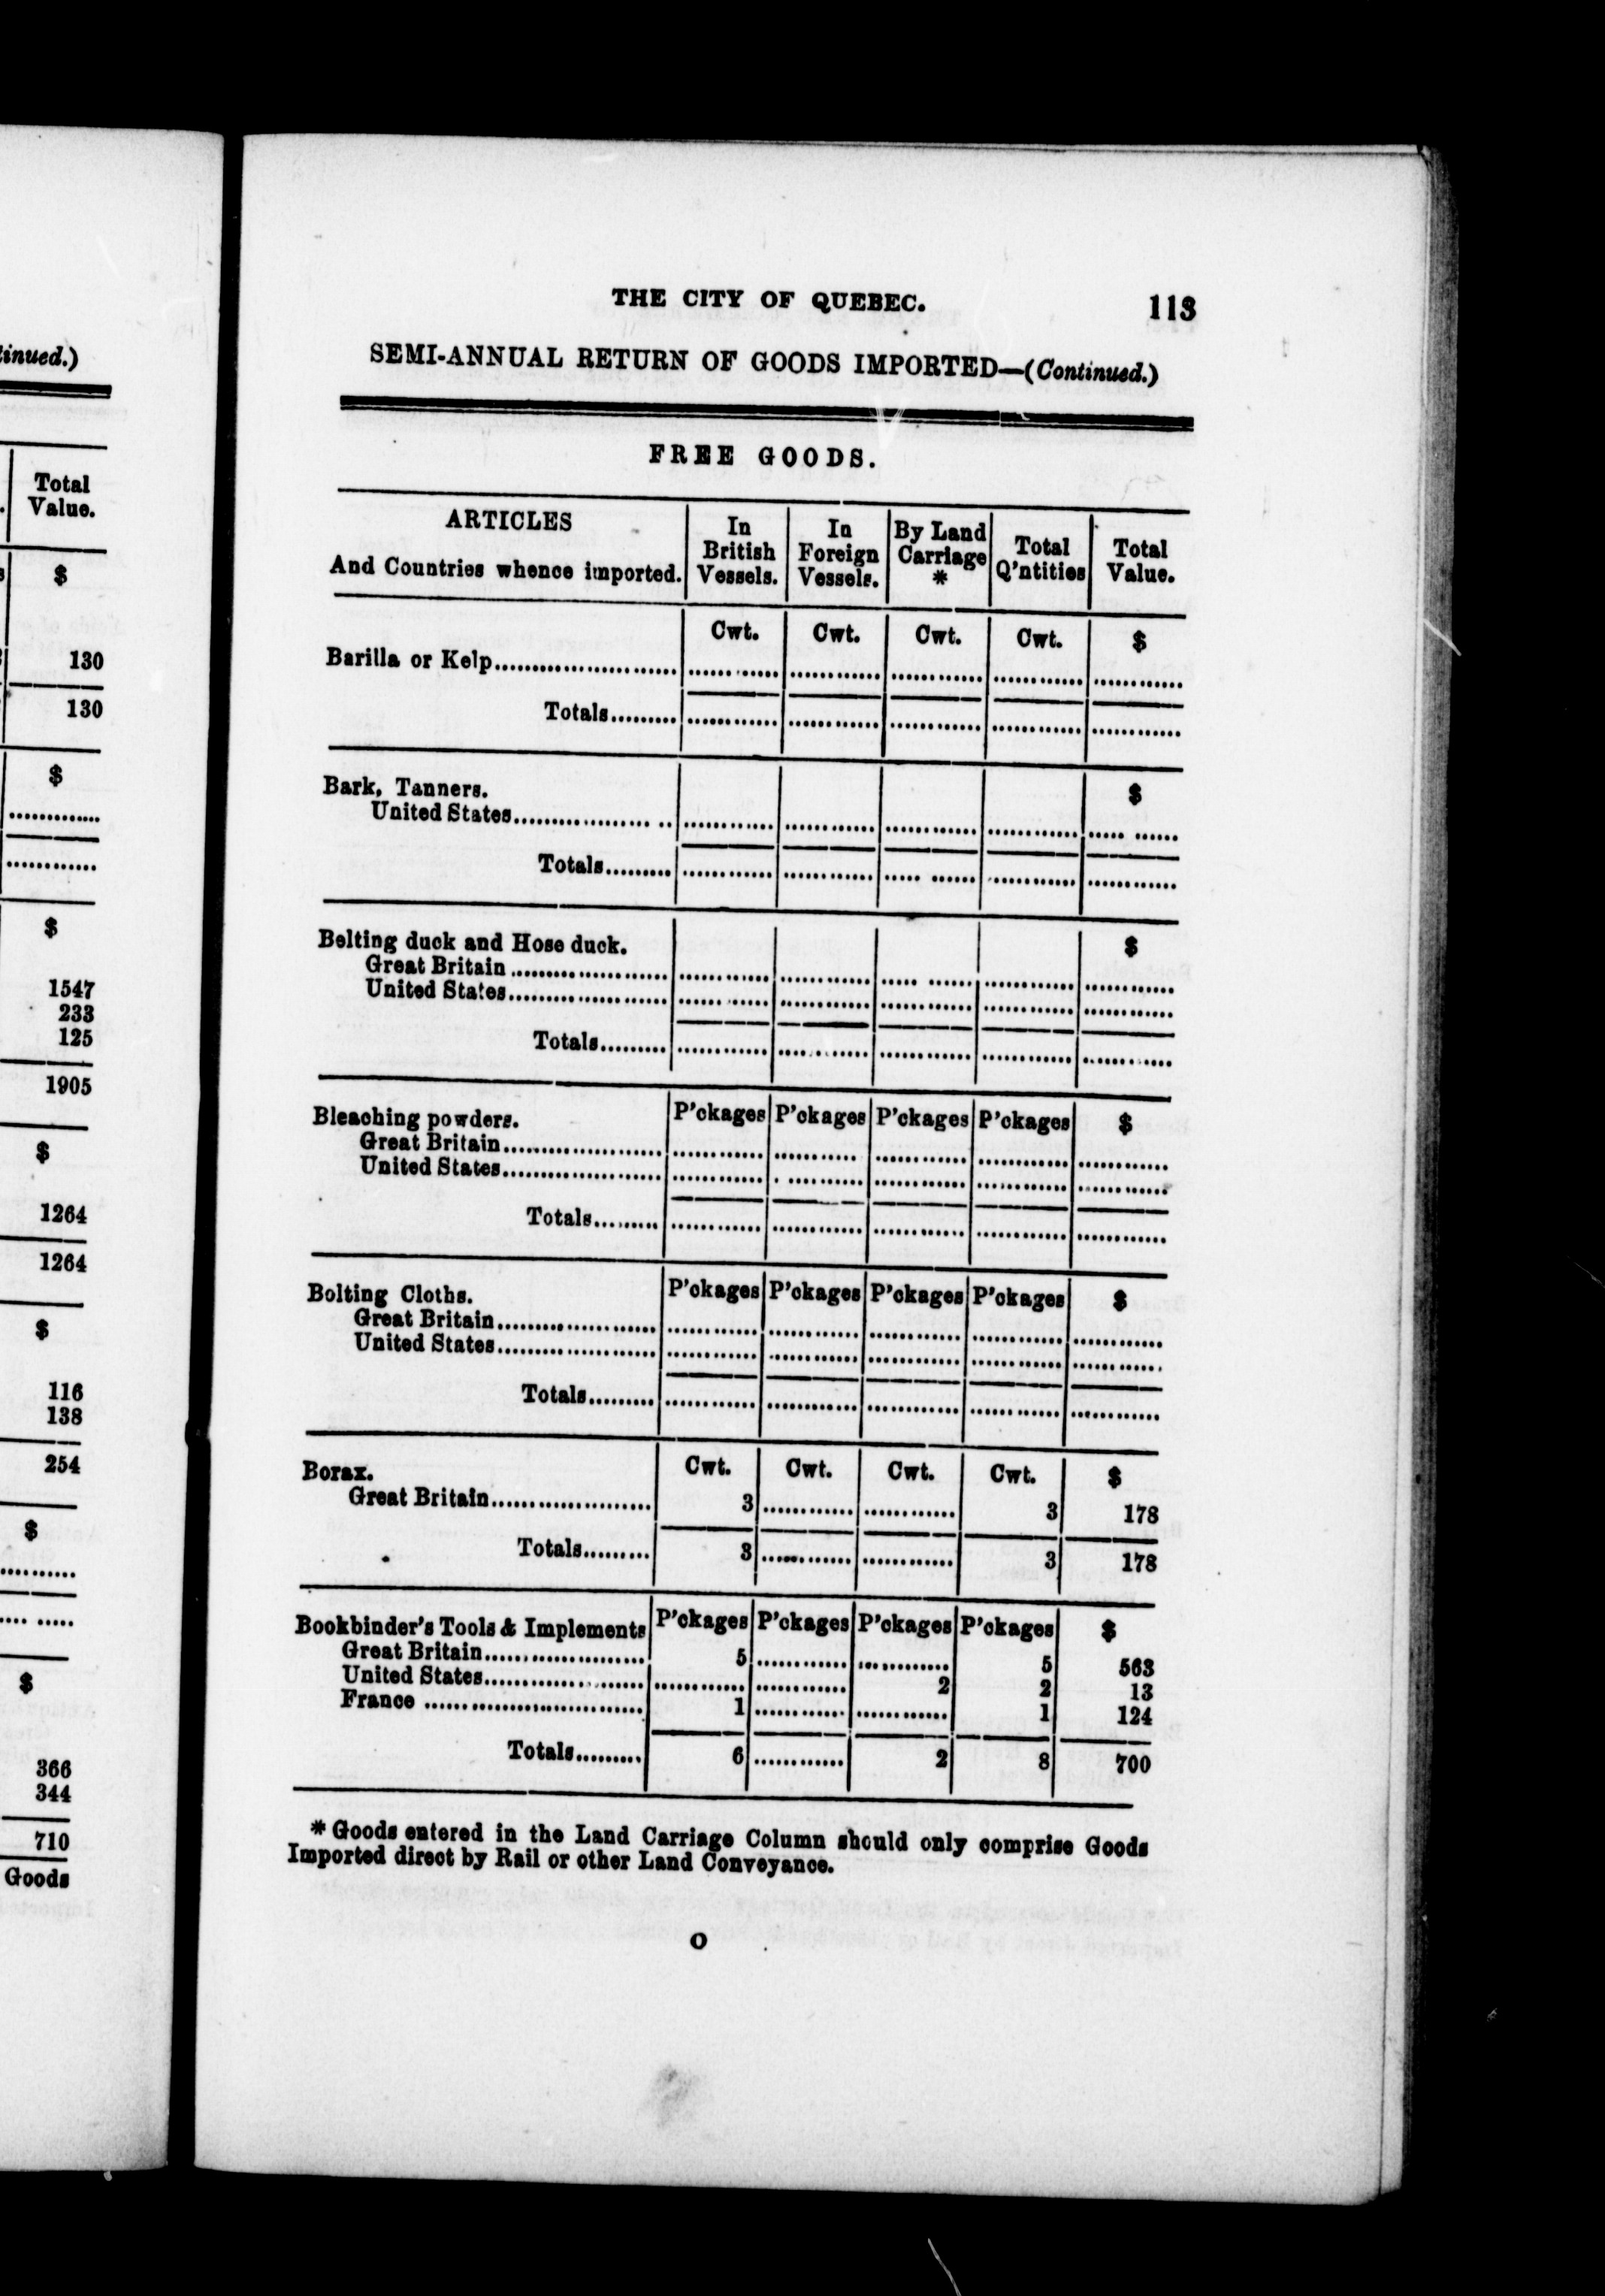 THE CITY OF QUEBEC. 113
SEMI-ANNUAL RETURN OF GOODS IMPORTED—(Continued.)
FREE GOODS.
ARTICLES
And Countries whence imported.
In British Vessels.
In Foreign Vessels.
By Land Carriage *
Total Q'ntities
Total Value.
Cwt. Cwt. Cwt. Cwt. $
Barilla or Kelp
Totals
Bark, Tanners. $
United States
Totals
Belting duck and Hose duck. $
Great Britain
United States
Totals
Bleaching powders. P'ckages P'ckages P'ckages P'ckages $
Great Britain
United States
Totals
Bolting Cloths. P'ckages P'ckages P'ckages P'ckages $
Great Britain
United States
Totals
Borax. Cwt. Cwt. Cwt. Cwt. $
Great Britain 3 3 178
Totals 3 3 178
Bookbinder's Tools & Implements P'ckages P'ckages P'ckages P'ckages $
Great Britain 5 5 563
United States 2 2 13
France 1 1 124
Totals 6 2 8 700
* Goods entered in the Land Carriage Column should only comprise Goods
Imported direct by Rail or other Land Conveyance.
O
tinued.)
Total
Value.
$
130
130
$
$
1547
233
125
1905
$
1264
1264
$
116
138
254
$
$
366
344
710
Goods